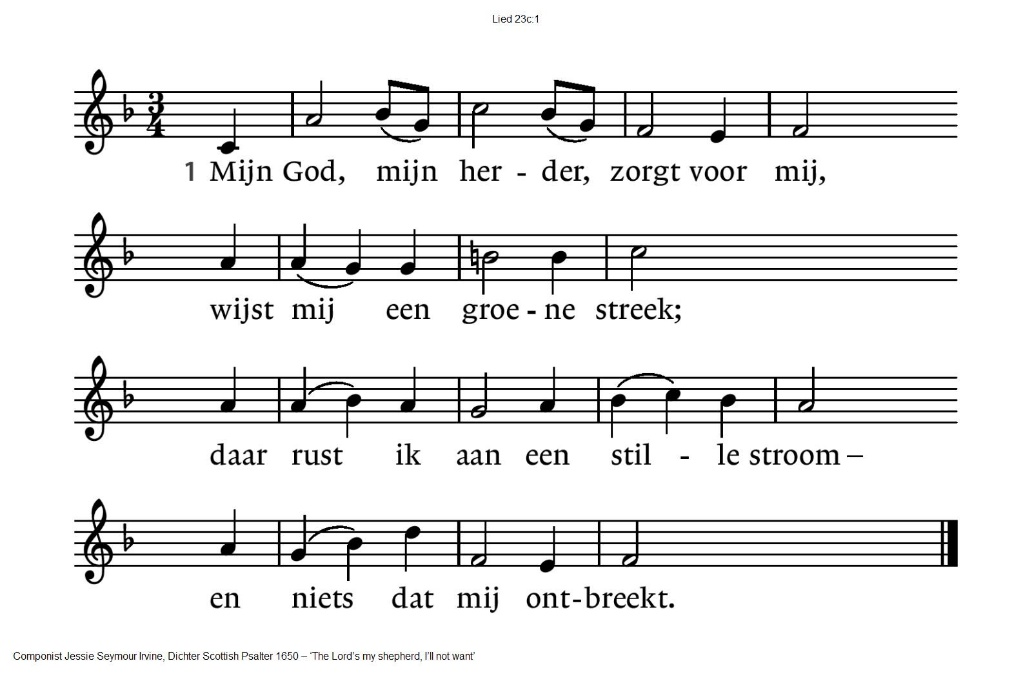 Lied 23c:1
1 Mijn God, mijn her - der, zorgt voor mij,
wijst mij een groe - ne streek;
daar rust ik aan een stil - le stroom –
en niets dat mij ont-breekt.
Componist Jessie Seymour Irvine, Dichter Scottish Psalter 1650 – 'The Lord's my shepherd, I'll not want'